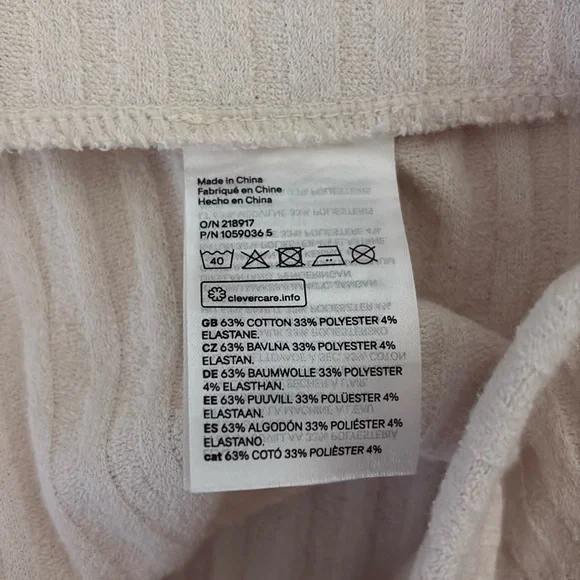 Made in China
Fabriqué en Chine
Hecho en China
O/N 218917
P/N 1059036 5
40
clevercare.info
GB 63% COTTON 33% POLYESTER 4%
ELASTANE.
CZ 63% BAVLNA 33% POLYESTER 4%
ELASTAN.
DE 63% BAUMWOLLE 33% POLYESTER
4% ELASTHAN.
EE 63% PUUVILL 33% POLÜESTER 4%
ELASTAAN.
ES 63% ALGODÓN 33% POLIÉSTER 4%
ELASTANO.
cat 63% COTÓ 33% POLIÈSTER 4%